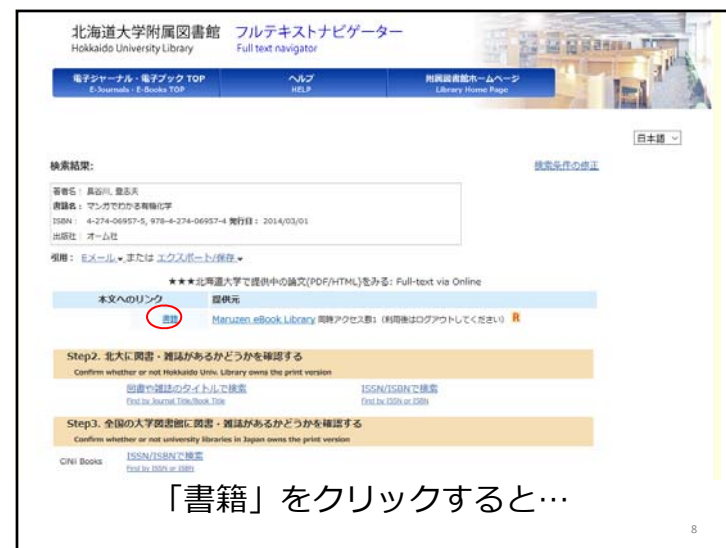 北海道大学附属図書館 フルテキストナビゲーター
Hokkaido University Library Full text navigator
電子ジャーナル・電子ブック TOP ヘルプ 附属図書館ホームページ
E-Journals・E-Books TOP HELP Library Home Page
日本語
検索結果: 検索条件の修正
著者名: 長谷川, 登志夫
書籍名: マンガでわかる有機化学
ISBN: 4-274-06957-5, 978-4-274-06957-4 発行日: 2014/03/01
出版社: オーム社
引用: Eメール または エクスポート/保存
★★★北海道大学で提供中の論文(PDF/HTML)をみる: Full-text via Online
本文へのリンク 提供元
書籍 Maruzen eBook Library 同時アクセス数1 (利用後はログアウトしてください) R
Step2. 北大に図書・雑誌があるかどうかを確認する
Confirm whether or not Hokkaido Univ. Library owns the print version
図書や雑誌のタイトルで検索 ISSN/ISBNで検索
Find by Journal Title/Book Title Find by ISSN or ISBN
Step3. 全国の大学図書館に図書・雑誌があるかどうかを確認する
Confirm whether or not university libraries in Japan owns the print version
CiNii Books ISSN/ISBNで検索
Find by ISSN or ISBN
「書籍」をクリックすると…
8